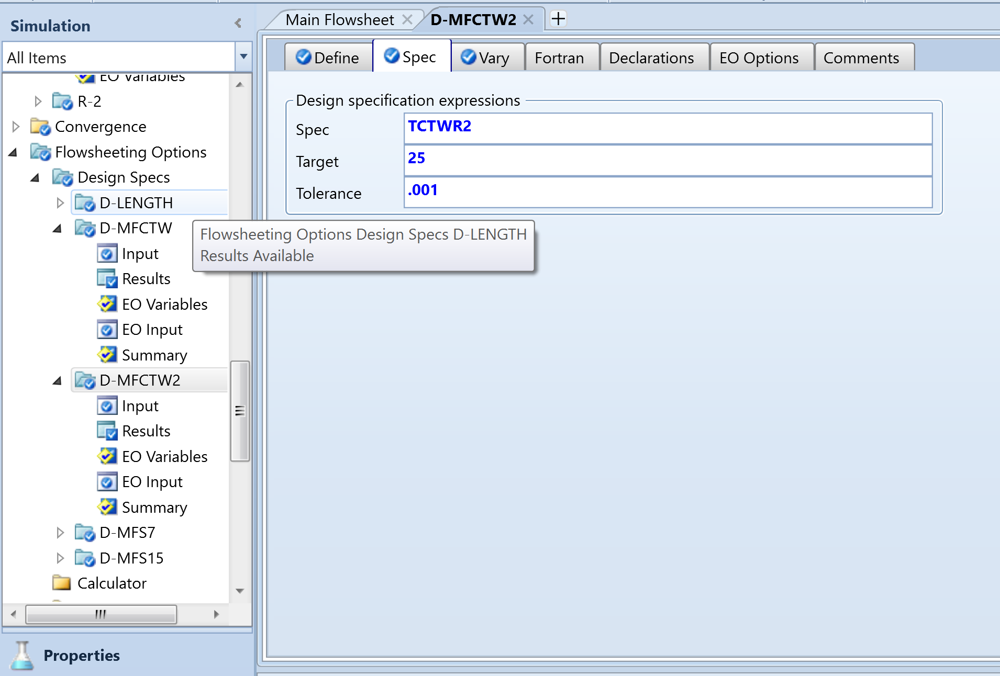 Simulation
All Items
EO Variables
R-2
Convergence
Flowsheeting Options
Design Specs
D-LENGTH
D-MFCTW
Input
Results
EO Variables
EO Input
Summary
D-MFCTW2
Input
Results
EO Variables
EO Input
Summary
D-MFS7
D-MFS15
Calculator
Properties
Main Flowsheet
D-MFCTW2
Define
Spec
Vary
Fortran
Declarations
EO Options
Comments
Design specification expressions
Spec
TCTWR2
Target
25
Tolerance
.001
Flowsheeting Options Design Specs D-LENGTH
Results Available